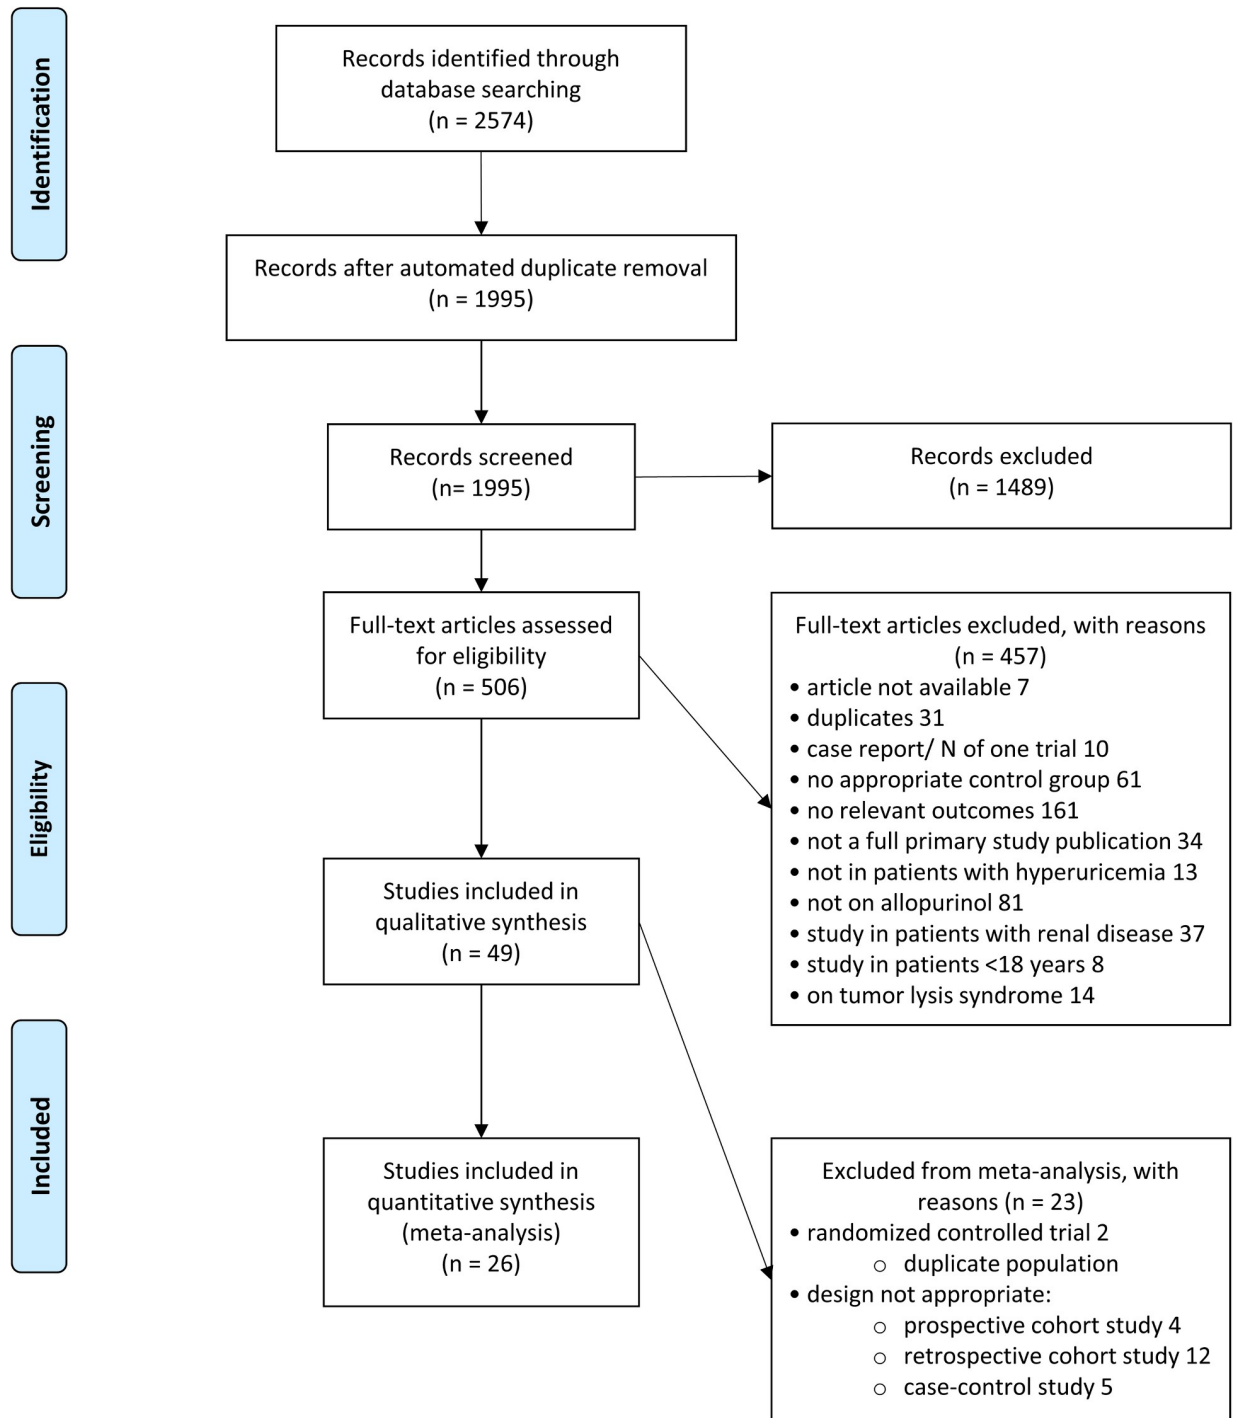 Identification
Records identified through
database searching
(n = 2574)
Records after automated duplicate removal
(n = 1995)
Screening
Records screened
(n= 1995)
Records excluded
(n = 1489)
Eligibility
Full-text articles assessed
for eligibility
(n = 506)
Full-text articles excluded, with reasons
(n = 457)
• article not available 7
• duplicates 31
• case report/ N of one trial 10
• no appropriate control group 61
• no relevant outcomes 161
• not a full primary study publication 34
• not in patients with hyperuricemia 13
• not on allopurinol 81
• study in patients with renal disease 37
• study in patients <18 years 8
• on tumor lysis syndrome 14
Studies included in
qualitative synthesis
(n = 49)
Included
Studies included in
quantitative synthesis
(meta-analysis)
(n = 26)
Excluded from meta-analysis, with
reasons (n = 23)
• randomized controlled trial 2
o duplicate population
• design not appropriate:
o prospective cohort study 4
o retrospective cohort study 12
o case-control study 5